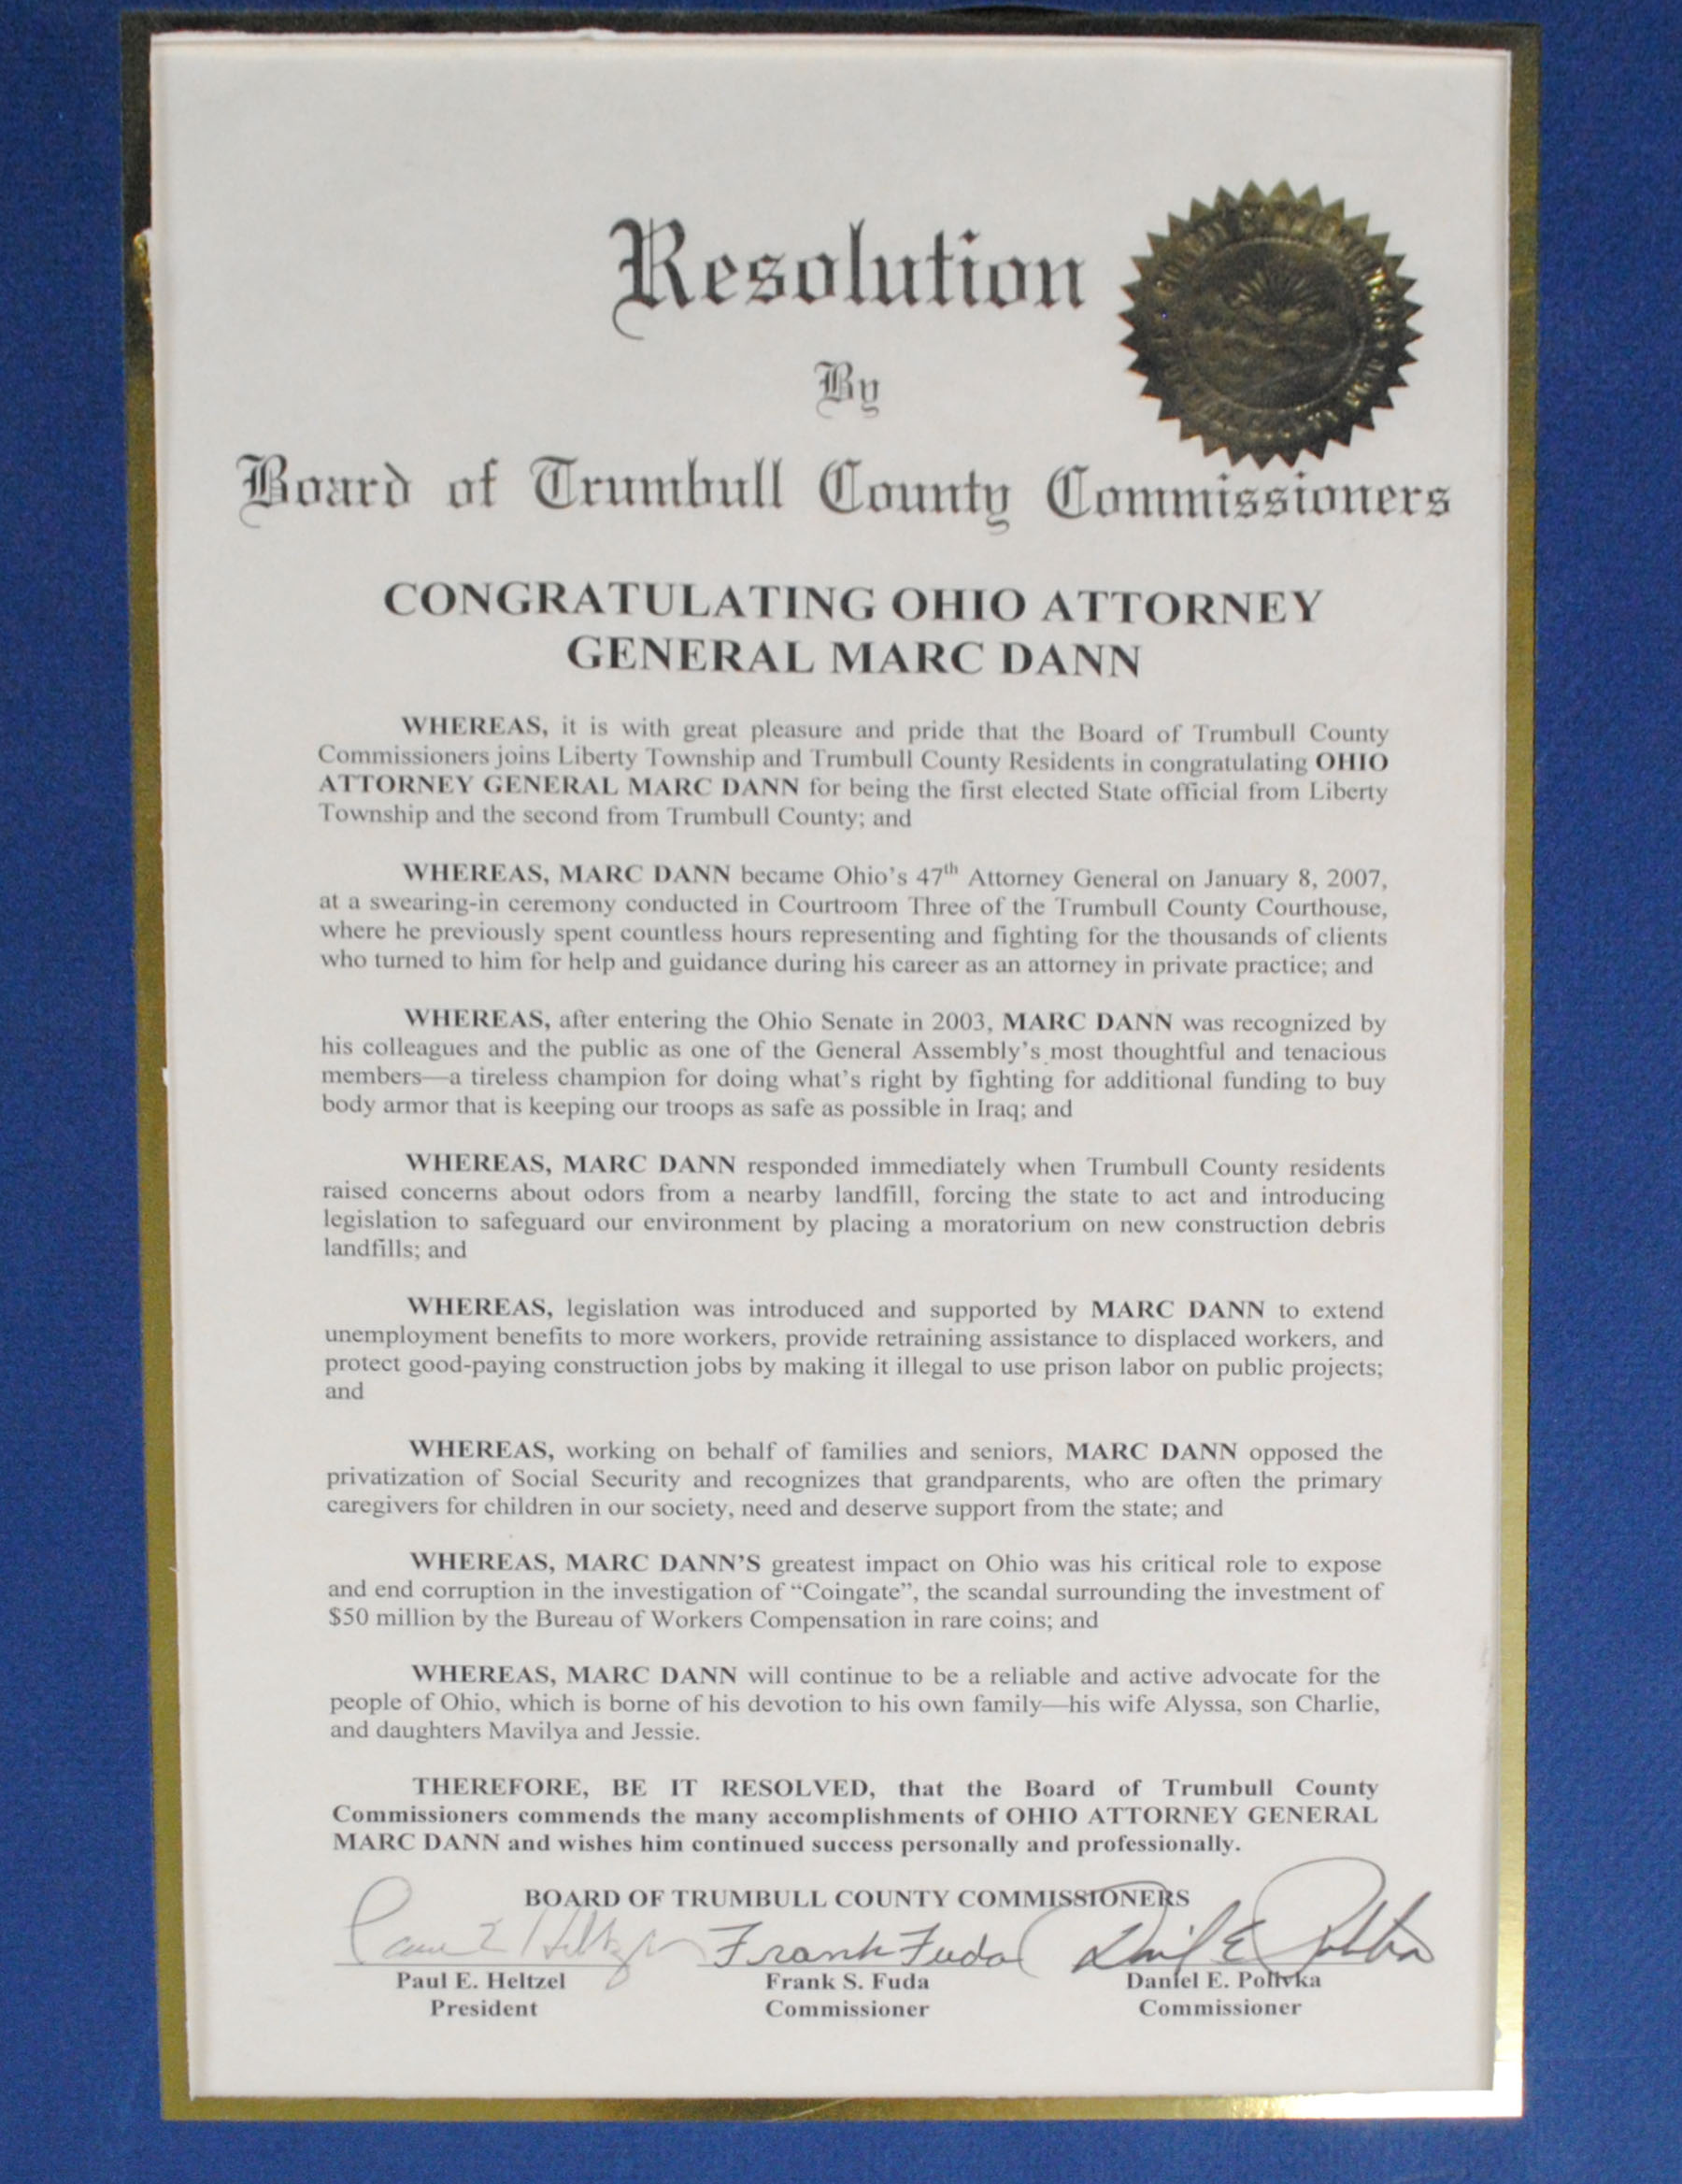 Resolution
By
Board of Trumbull County Commissioners
CONGRATULATING OHIO ATTORNEY
GENERAL MARC DANN
WHEREAS, it is with great pleasure and pride that the Board of Trumbull County
Commissioners joins Liberty Township and Trumbull County Residents in congratulating OHIO
ATTORNEY GENERAL MARC DANN for being the first elected State official from Liberty
Township and the second from Trumbull County; and
WHEREAS, MARC DANN became Ohio's 47th Attorney General on January 8, 2007,
at a swearing-in ceremony conducted in Courtroom Three of the Trumbull County Courthouse,
where he previously spent countless hours representing and fighting for the thousands of clients
who turned to him for help and guidance during his career as an attorney in private practice; and
WHEREAS, after entering the Ohio Senate in 2003, MARC DANN was recognized by
his colleagues and the public as one of the General Assembly's most thoughtful and tenacious
members—a tireless champion for doing what's right by fighting for additional funding to buy
body armor that is keeping our troops as safe as possible in Iraq; and
WHEREAS, MARC DANN responded immediately when Trumbull County residents
raised concerns about odors from a nearby landfill, forcing the state to act and introducing
legislation to safeguard our environment by placing a moratorium on new construction debris
landfills; and
WHEREAS, legislation was introduced and supported by MARC DANN to extend
unemployment benefits to more workers, provide retraining assistance to displaced workers, and
protect good-paying construction jobs by making it illegal to use prison labor on public projects;
and
WHEREAS, working on behalf of families and seniors, MARC DANN opposed the
privatization of Social Security and recognizes that grandparents, who are often the primary
caregivers for children in our society, need and deserve support from the state; and
WHEREAS, MARC DANN'S greatest impact on Ohio was his critical role to expose
and end corruption in the investigation of "Coingate", the scandal surrounding the investment of
$50 million by the Bureau of Workers Compensation in rare coins; and
WHEREAS, MARC DANN will continue to be a reliable and active advocate for the
people of Ohio, which is borne of his devotion to his own family—his wife Alyssa, son Charlie,
and daughters Mavilya and Jessie.
THEREFORE, BE IT RESOLVED, that the Board of Trumbull County
Commissioners commends the many accomplishments of OHIO ATTORNEY GENERAL
MARC DANN and wishes him continued success personally and professionally.
BOARD OF TRUMBULL COUNTY COMMISSIONERS
Paul E Heltzel Frank Fuda Daniel E Polivka
Paul E. Heltzel Frank S. Fuda Daniel E. Polivka
President Commissioner Commissioner